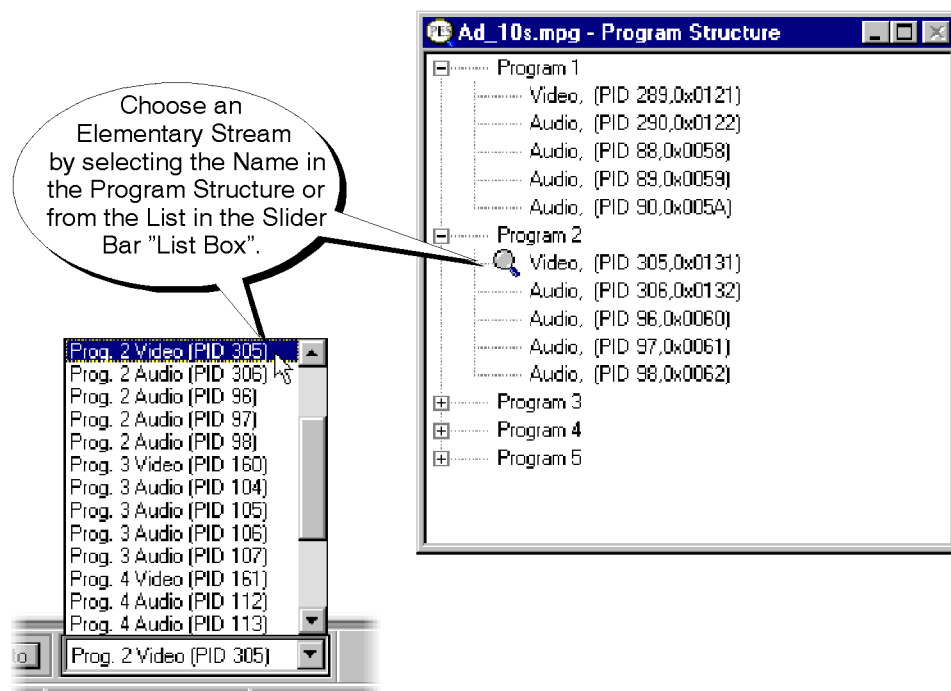 PES Ad_10s.mpg - Program Structure
Program 1
Video, (PID 289,0x0121)
Audio, (PID 290,0x0122)
Audio, (PID 88,0x0058)
Audio, (PID 89,0x0059)
Audio, (PID 90,0x005A)
Program 2
Video, (PID 305,0x0131)
Audio, (PID 306,0x0132)
Audio, (PID 96,0x0060)
Audio, (PID 97,0x0061)
Audio, (PID 98,0x0062)
Program 3
Program 4
Program 5
Choose an
Elementary Stream
by selecting the Name in
the Program Structure or
from the List in the Slider
Bar ”List Box”.
Prog. 2 Video (PID 305)
Prog. 2 Audio (PID 306)
Prog. 2 Audio (PID 96)
Prog. 2 Audio (PID 97)
Prog. 2 Audio (PID 98)
Prog. 3 Video (PID 160)
Prog. 3 Audio (PID 104)
Prog. 3 Audio (PID 105)
Prog. 3 Audio (PID 106)
Prog. 3 Audio (PID 107)
Prog. 4 Video (PID 161)
Prog. 4 Audio (PID 112)
Prog. 4 Audio (PID 113)
Prog. 2 Video (PID 305)